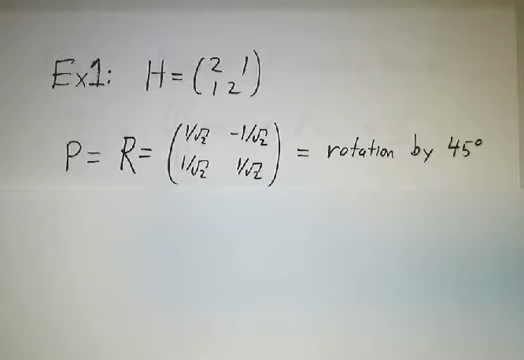 Ex1: H = (2 1
1 2)
P = R = (1/√2 -1/√2
1/√2 1/√2) = rotation by 45°